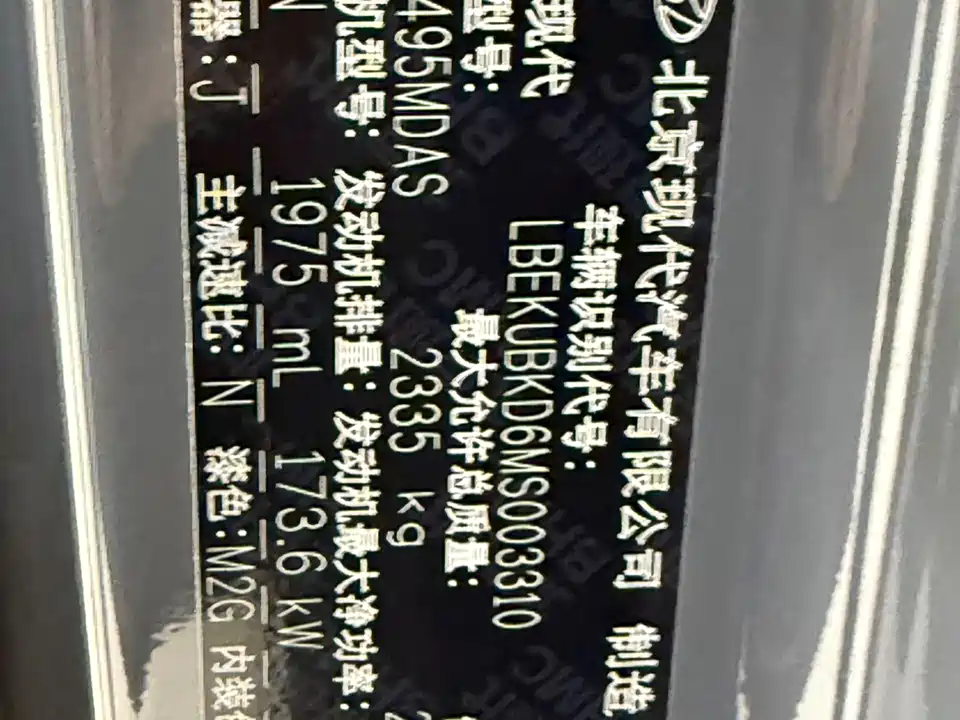 北京现代汽车有限公司 制造
车辆识别代号:
现代 LBEKUBKD6MS003310
型号: 最大允许总质量:
495MDAS 2335 kg
机型号: 发动机排量: 发动机最大净功率:
N 1975 mL 173.6 kW
器:J 主减速比: N 漆色:M2G 内装